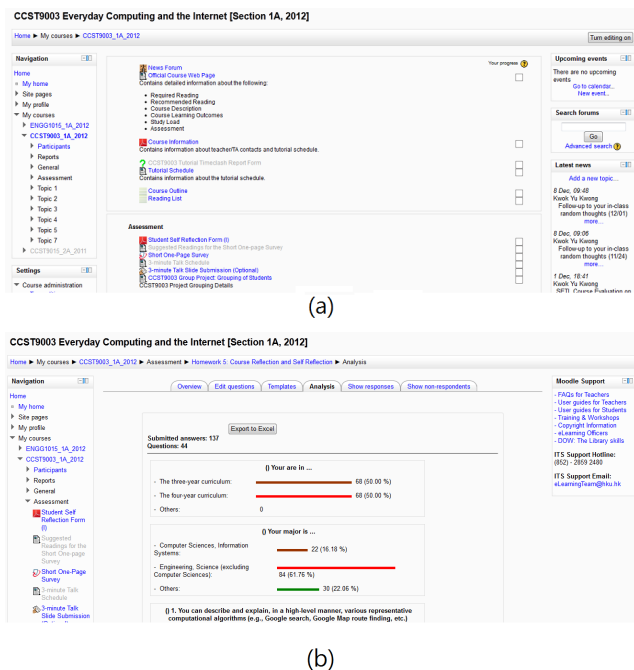 CCST9003 Everyday Computing and the Internet [Section 1A, 2012]
Home ► My courses ► CCST9003_1A_2012
Turn editing on
Navigation
Home
My home
Site pages
My profile
My courses
ENGG1015_1A_2012
CCST9003_1A_2012
Participants
Reports
General
Assessment
Topic 1
Topic 2
Topic 3
Topic 4
Topic 5
Topic 7
CCST9015_2A_2011
Settings
Course administration
Your progress
News Forum
Official Course Web Page
Contains detailed information about the following:
• Required Reading
• Recommended Reading
• Course Description
• Course Learning Outcomes
• Study Load
• Assessment
Course Information
Contains information about teacher/TA contacts and tutorial schedule.
CCST9003 Tutorial Timeclash Report Form
Tutorial Schedule
Contains information about the tutorial schedule.
Course Outline
Reading List
Assessment
Student Self Reflection Form (I)
Suggested Readings for the Short One-page Survey
Short One-Page Survey
3-minute Talk Schedule
3-minute Talk Slide Submission (Optional)
CCST9003 Group Project: Grouping of Students
CCST9003 Project Grouping Details
Upcoming events
There are no upcoming
events
Go to calendar...
New event...
Search forums
Go
Advanced search
Latest news
Add a new topic...
8 Dec, 09:48
Kwok Yu Kwong
Follow-up to your in-class
random thoughts (12/01)
more...
8 Dec, 09:06
Kwok Yu Kwong
Follow-up to your in-class
random thoughts (11/24)
more...
1 Dec, 18:41
Kwok Yu Kwong
SETL Course Evaluation on
(a)
CCST9003 Everyday Computing and the Internet [Section 1A, 2012]
Home ► My courses ► CCST9003_1A_2012 ► Assessment ► Homework 5: Course Reflection and Self Reflection ► Analysis
Navigation
Home
My home
Site pages
My profile
My courses
ENGG1015_1A_2012
CCST9003_1A_2012
Participants
Reports
General
Assessment
Student Self
Reflection Form
(I)
Suggested
Readings for the
Short One-page
Survey
Short One-Page
Survey
3-minute Talk
Schedule
3-minute Talk
Slide Submission
Overview Edit questions Templates Analysis Show responses Show non-respondents
Export to Excel
Submitted answers: 137
Questions: 44
() Your are in ...
- The three-year curriculum: 68 (50.00 %)
- The four-year curriculum: 68 (50.00 %)
- Others: 0
() Your major is ...
- Computer Sciences, Information
Systems: 22 (16.18 %)
- Engineering, Science (excluding
Computer Sciences): 84 (61.76 %)
- Others: 30 (22.06 %)
() 1. You can describe and explain, in a high-level manner, various representative
computational algorithms (e.g., Google search, Google Map route finding, etc.)
Moodle Support
- FAQs for Teachers
- User guides for Teachers
- User guides for Students
- Training & Workshops
- Copyright Information
- eLearning Officers
- DOW: The Library skills
ITS Support Hotline:
(852) - 2859 2480
ITS Support Email:
eLearningTeam@hku.hk
(b)